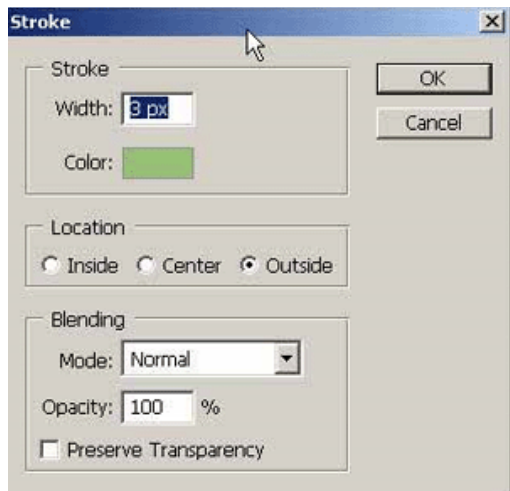 Stroke
Stroke
OK
Width: 3 px
Cancel
Color:
Location
Inside Center Outside
Blending
Mode: Normal
Opacity: 100 %
Preserve Transparency